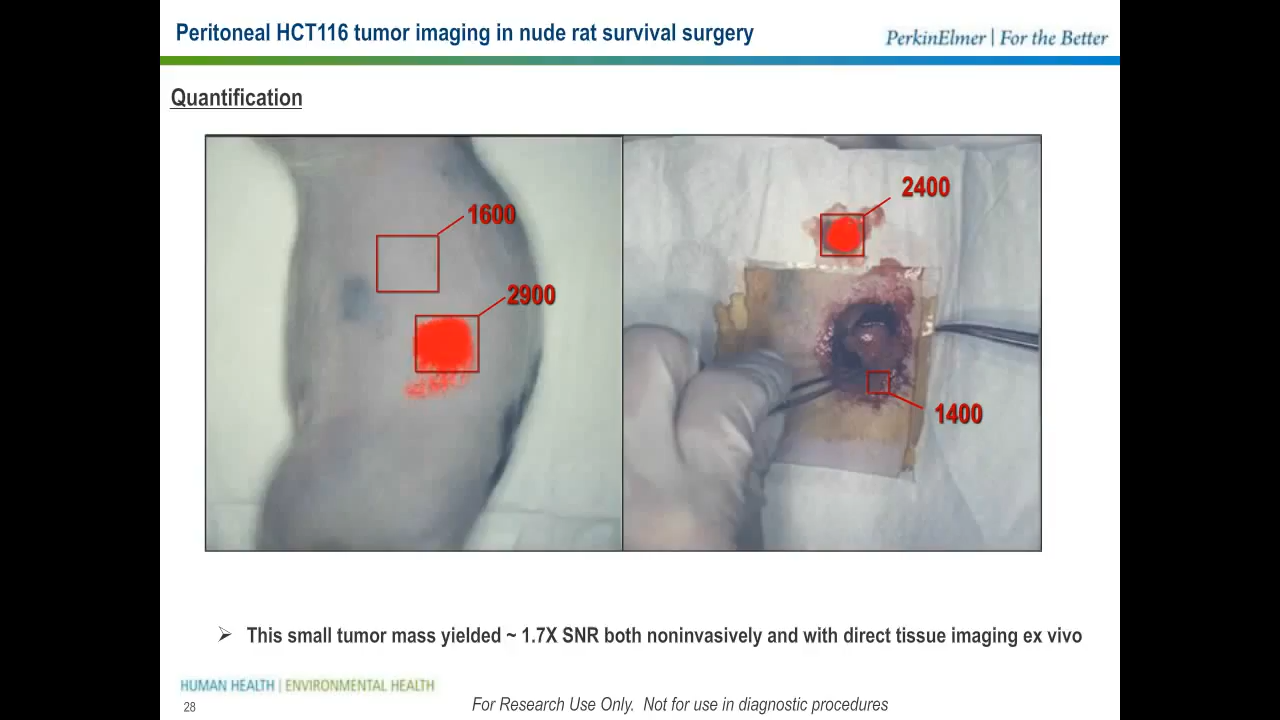 Peritoneal HCT116 tumor imaging in nude rat survival surgery
PerkinElmer | For the Better
Quantification
1600
2900
2400
1400
➢ This small tumor mass yielded ~ 1.7X SNR both noninvasively and with direct tissue imaging ex vivo
HUMAN HEALTH | ENVIRONMENTAL HEALTH
28
For Research Use Only. Not for use in diagnostic procedures